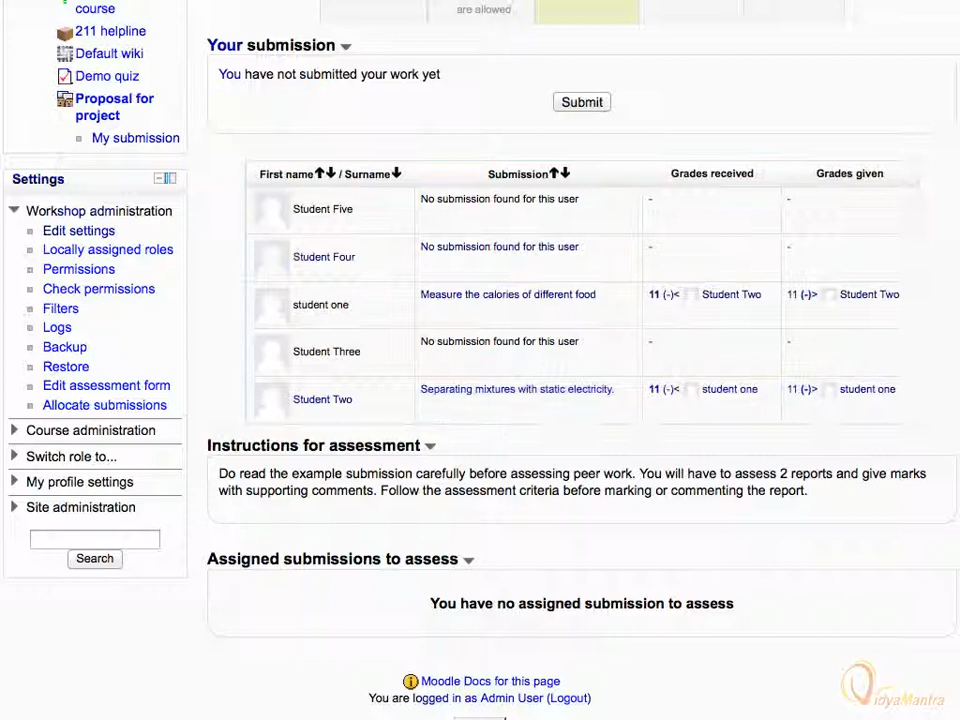 course
are allowed
211 helpline
Default wiki
Demo quiz
Proposal for
project
My submission
Settings
Workshop administration
Edit settings
Locally assigned roles
Permissions
Check permissions
Filters
Logs
Backup
Restore
Edit assessment form
Allocate submissions
Course administration
Switch role to...
My profile settings
Site administration
Search
Your submission
You have not submitted your work yet
Submit
First name / Surname Submission Grades received Grades given
Student Five No submission found for this user - -
Student Four No submission found for this user - -
student one Measure the calories of different food 11 (-)< Student Two 11 (-)> Student Two
Student Three No submission found for this user - -
Student Two Separating mixtures with static electricity. 11 (-)< student one 11 (-)> student one
Instructions for assessment
Do read the example submission carefully before assessing peer work. You will have to assess 2 reports and give marks
with supporting comments. Follow the assessment criteria before marking or commenting the report.
Assigned submissions to assess
You have no assigned submission to assess
Moodle Docs for this page
You are logged in as Admin User (Logout)
VidyaMantra